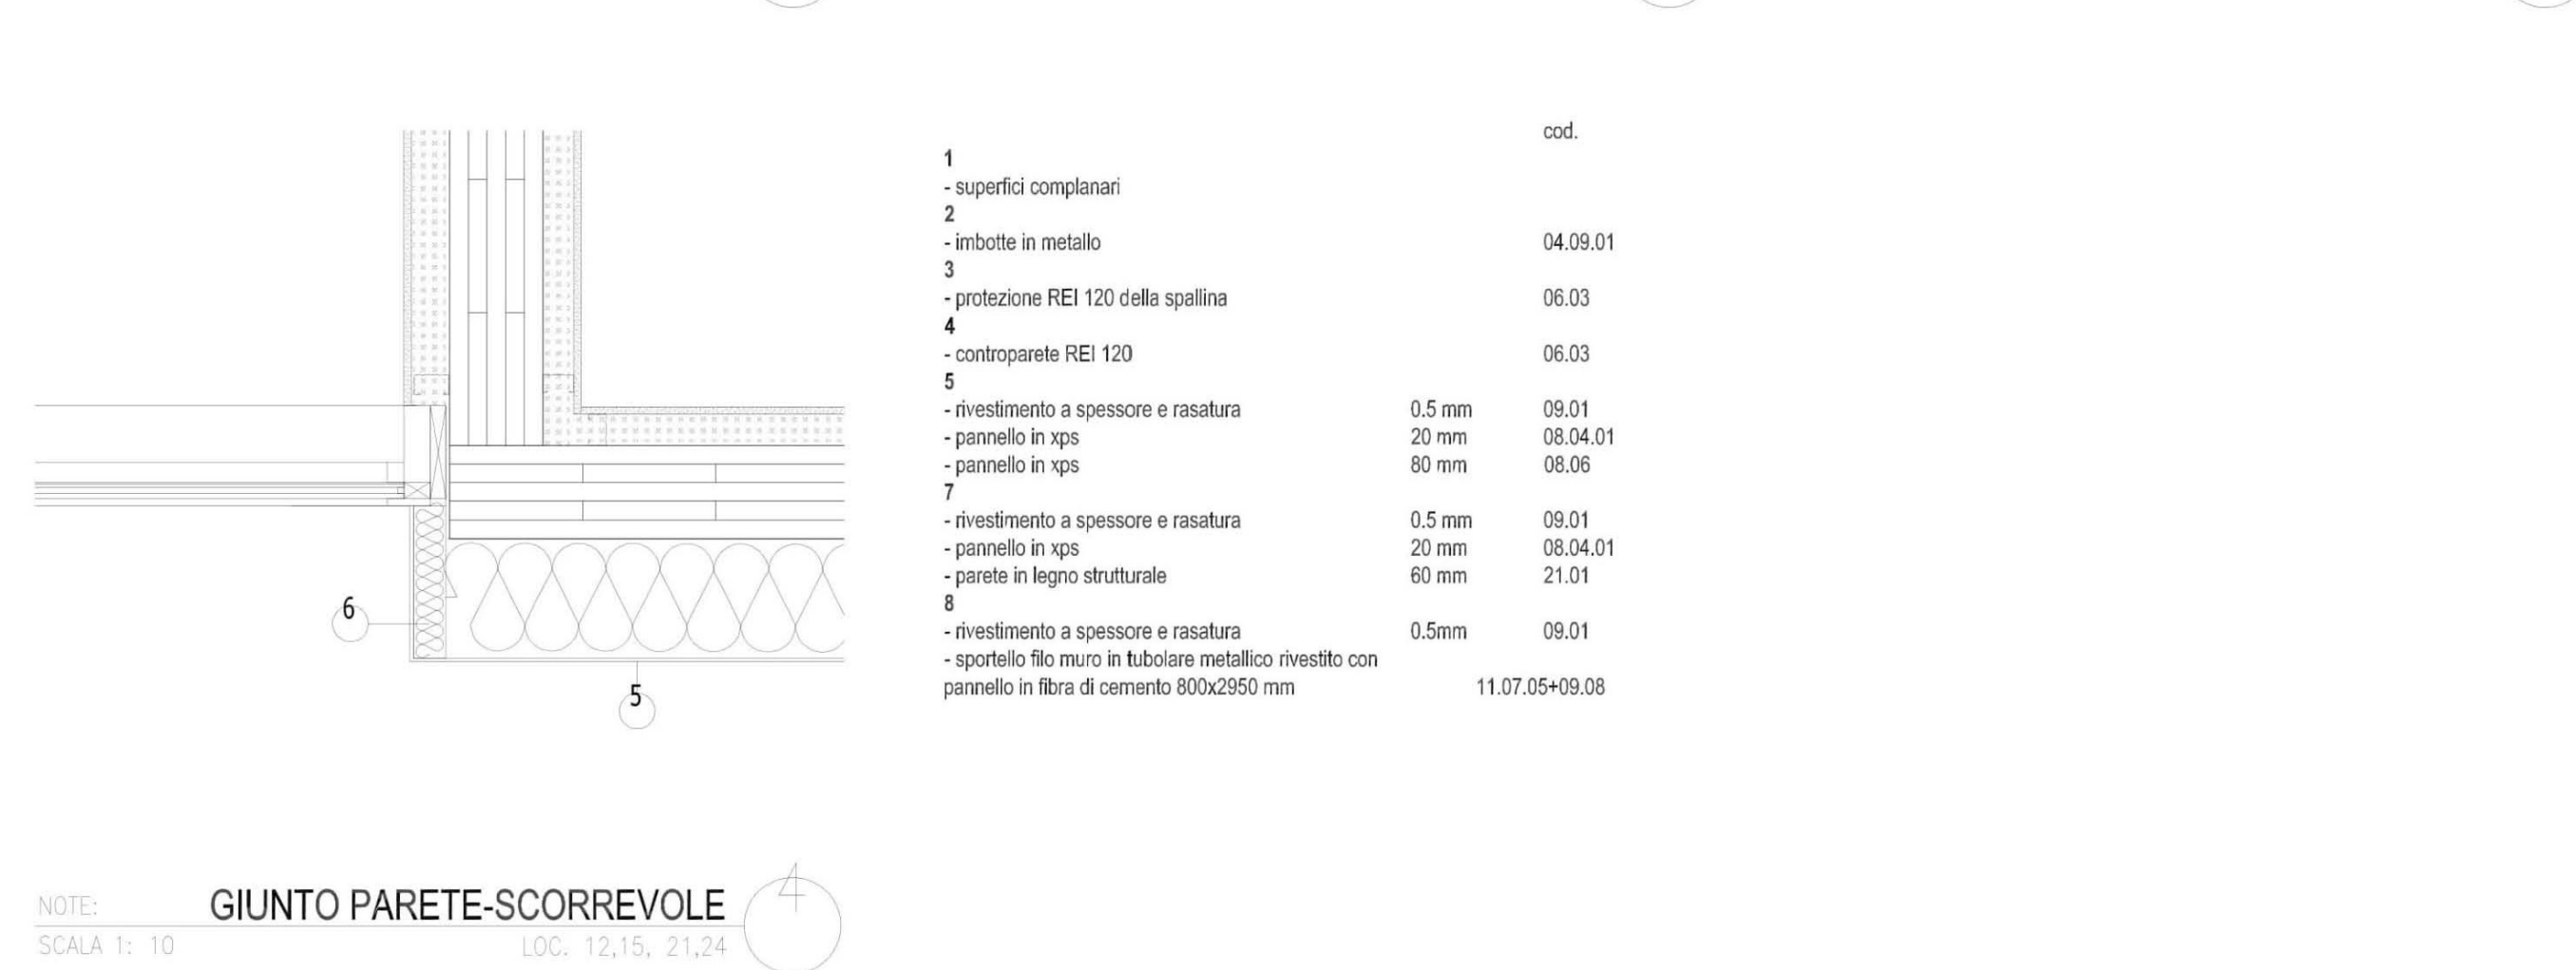 cod.
1
- superfici complanari
2
- imbotte in metallo 04.09.01
3
- protezione REI 120 della spallina 06.03
4
- controparete REI 120 06.03
5
- rivestimento a spessore e rasatura 0.5 mm 09.01
- pannello in xps 20 mm 08.04.01
- pannello in xps 80 mm 08.06
7
- rivestimento a spessore e rasatura 0.5 mm 09.01
- pannello in xps 20 mm 08.04.01
- parete in legno strutturale 60 mm 21.01
8
- rivestimento a spessore e rasatura 0.5mm 09.01
- sportello filo muro in tubolare metallico rivestito con
pannello in fibra di cemento 800x2950 mm 11.07.05+09.08
6
5
NOTE: GIUNTO PARETE-SCORREVOLE 4
SCALA 1: 10 LOC. 12,15, 21,24